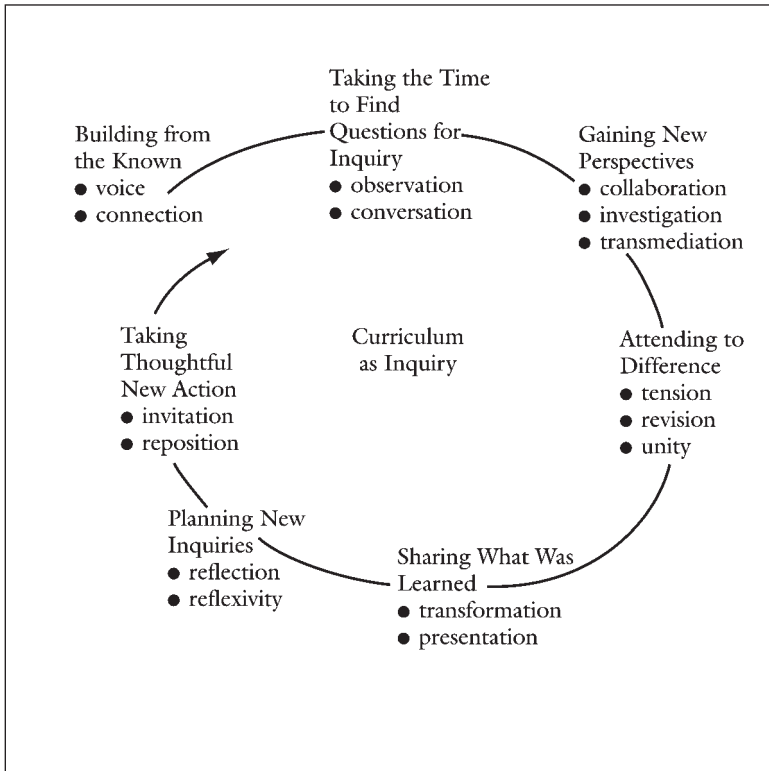 Building from
the Known
● voice
● connection
Taking the Time
to Find
Questions for
Inquiry
● observation
● conversation
Gaining New
Perspectives
● collaboration
● investigation
● transmediation
Attending to
Difference
● tension
● revision
● unity
Sharing What Was
Learned
● transformation
● presentation
Planning New
Inquiries
● reflection
● reflexivity
Taking
Thoughtful
New Action
● invitation
● reposition
Curriculum
as Inquiry